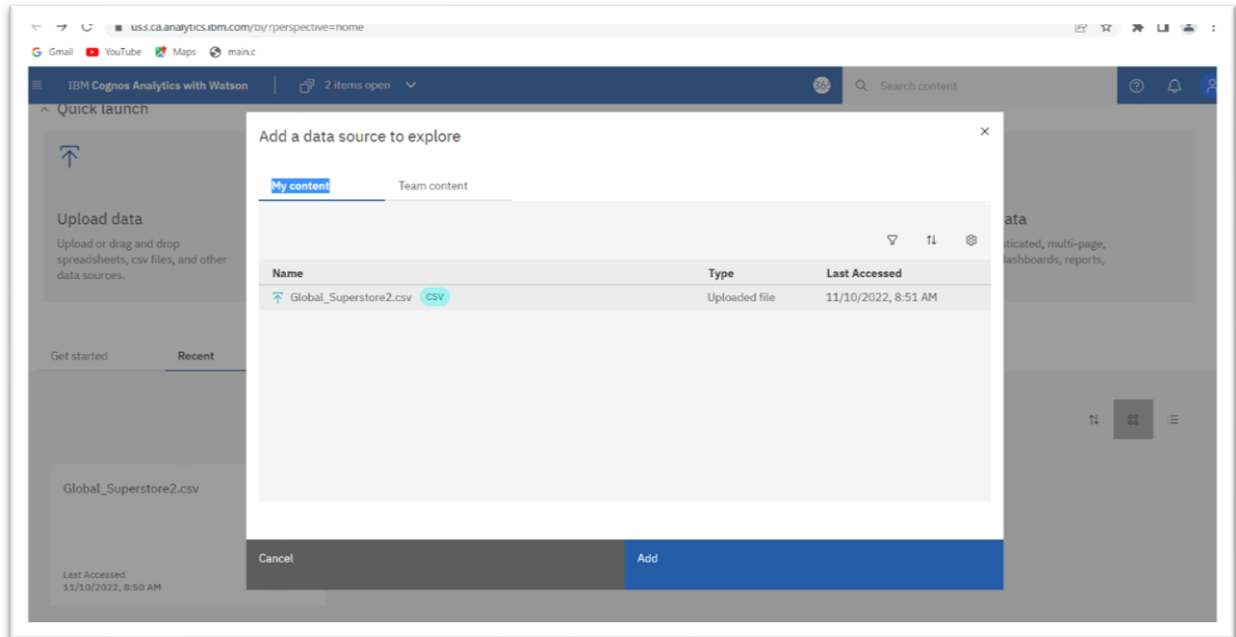 us3.ca.analytics.ibm.com/bi/?perspective=home
Gmail YouTube Maps main.c
IBM Cognos Analytics with Watson 2 items open Search content
Quick launch
Add a data source to explore
My content Team content
Upload data
Upload or drag and drop
spreadsheets, csv files, and other
data sources.
ata
ticated, multi-page,
dashboards, reports,
Name Type Last Accessed
Global_Superstore2.csv CSV Uploaded file 11/10/2022, 8:51 AM
Get started Recent
Global_Superstore2.csv
Last Accessed
11/10/2022, 8:50 AM
Cancel Add